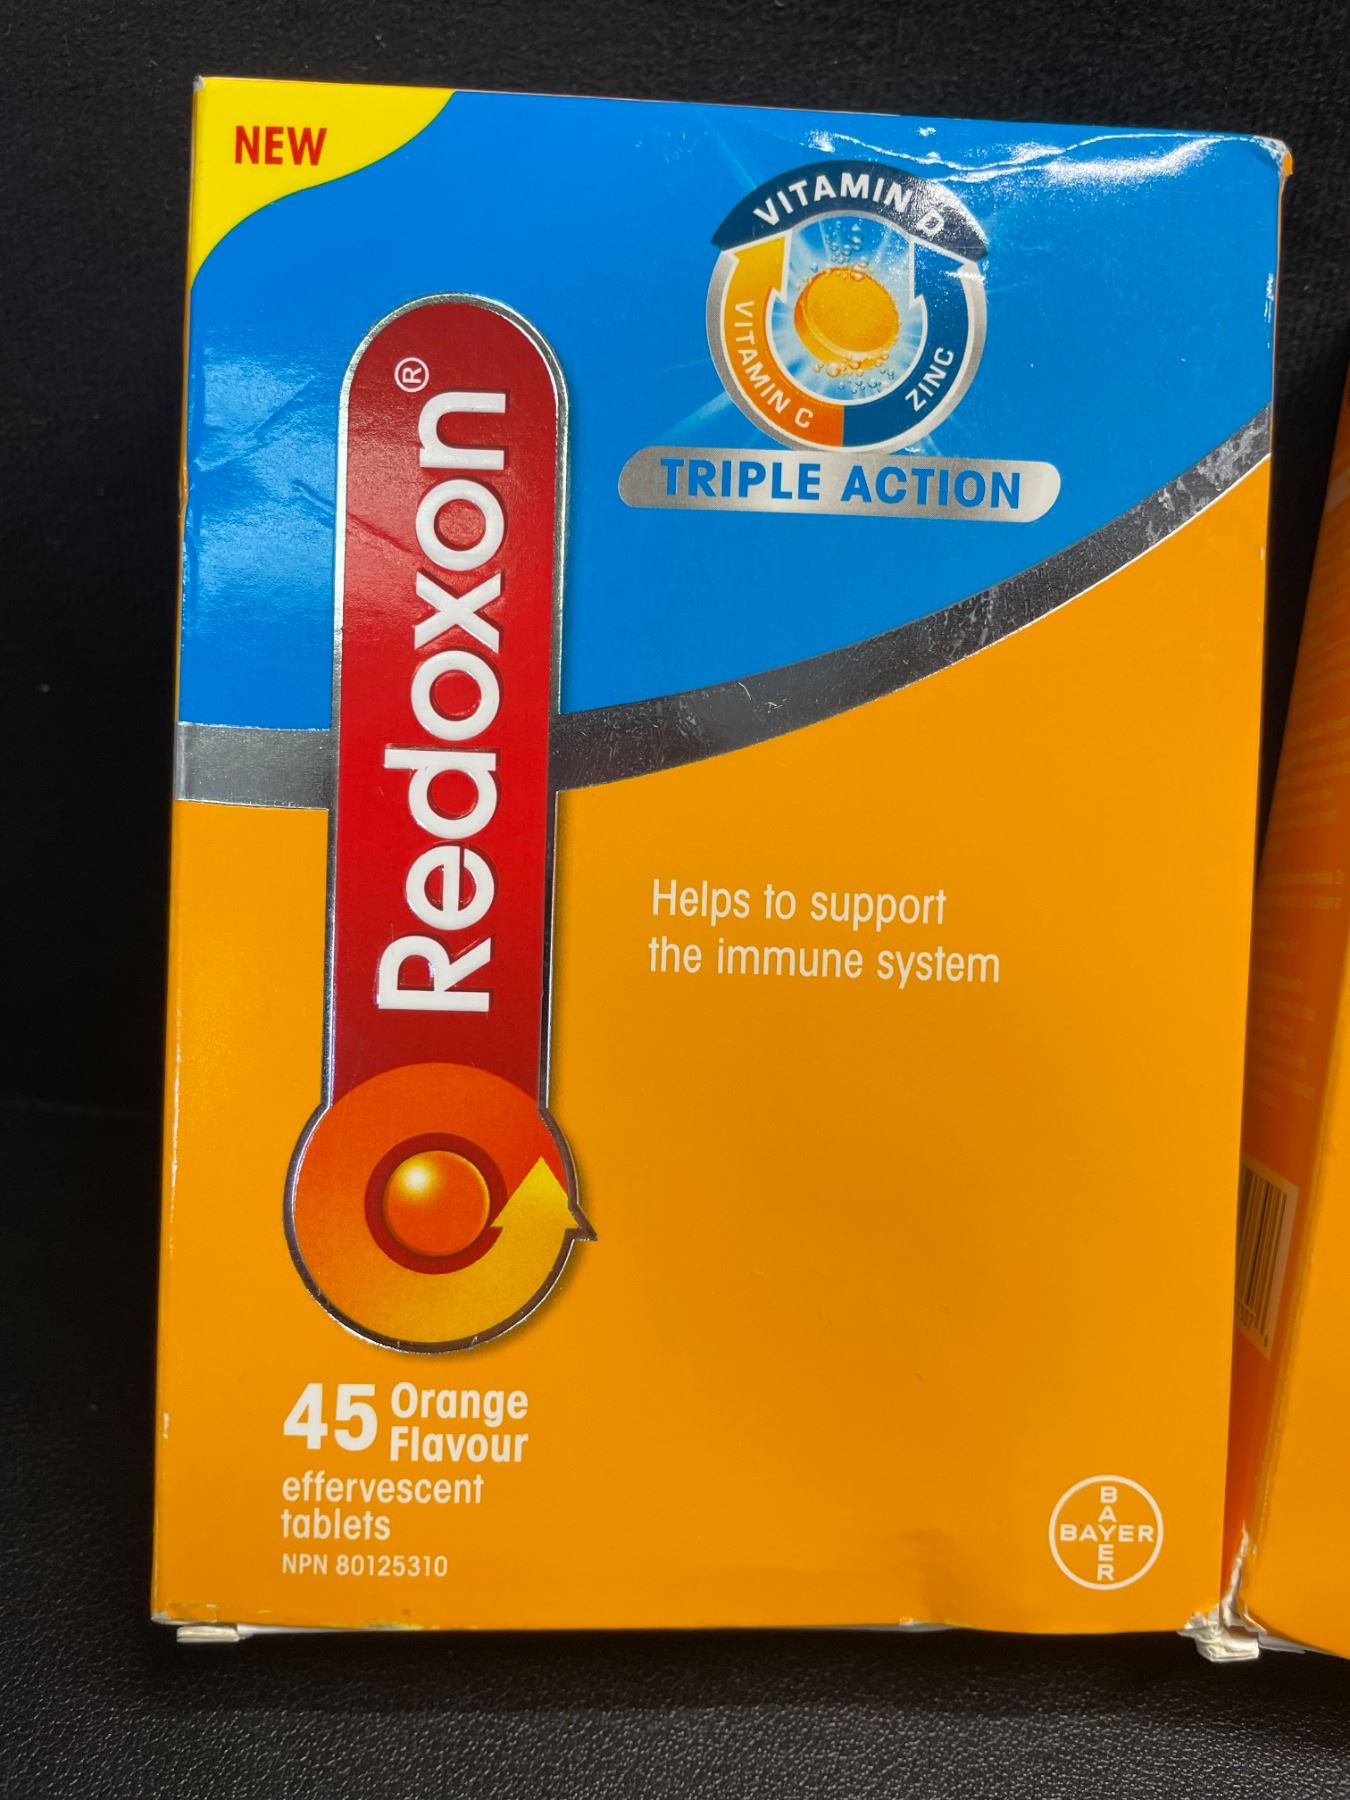 NEW
VITAMIN D
VITAMIN C
ZINC
TRIPLE ACTION
Redoxon®
Helps to support
the immune system
45 Orange
Flavour
effervescent
tablets
NPN 80125310
BAYER
BAYER